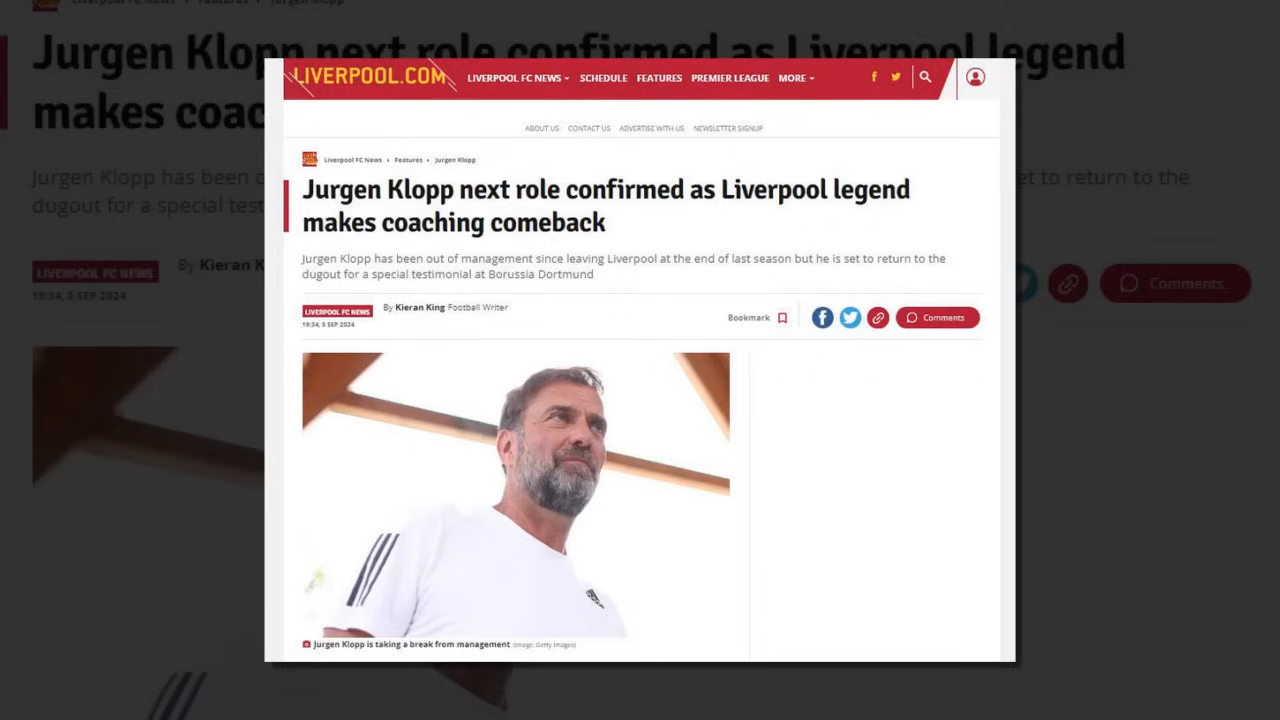 Jurgen Klopp next role confirmed as Liverpool legend
makes coac
Jurgen Klopp has been
et to return to the
dugout for a special test
LIVERPOOL FC NEWS
By Kieran K
19:34, 5 SEP 2024
Comments
LIVERPOOL.COM
LIVERPOOL FC NEWS
SCHEDULE
FEATURES
PREMIER LEAGUE
MORE
ABOUT US
CONTACT US
ADVERTISE WITH US
NEWSLETTER SIGNUP
Liverpool FC News › Features › Jurgen Klopp
Jurgen Klopp next role confirmed as Liverpool legend
makes coaching comeback
Jurgen Klopp has been out of management since leaving Liverpool at the end of last season but he is set to return to the
dugout for a special testimonial at Borussia Dortmund
LIVERPOOL FC NEWS
By Kieran King Football Writer
19:34, 5 SEP 2024
Bookmark
Comments
Jurgen Klopp is taking a break from management (Image: Getty Images)